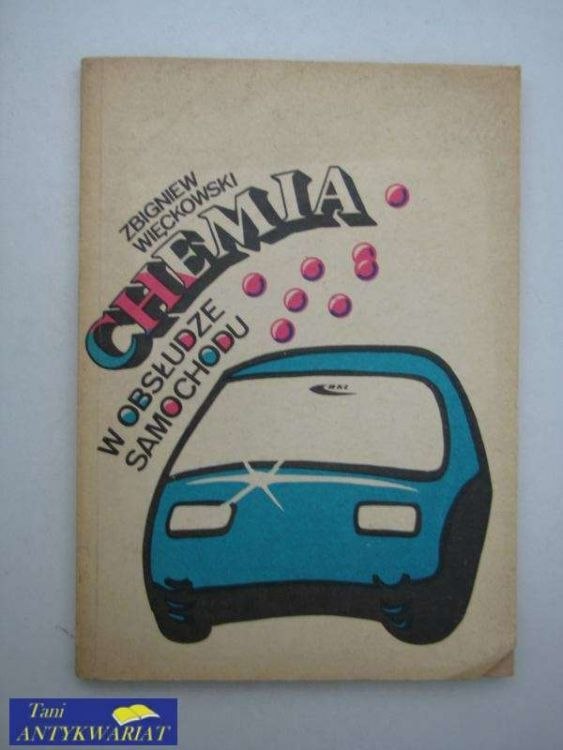 ZBIGNIEW
WIĘCKOWSKI
CHEMIA
W OBSŁUDZE
SAMOCHODU
Tani
ANTYKWARIAT